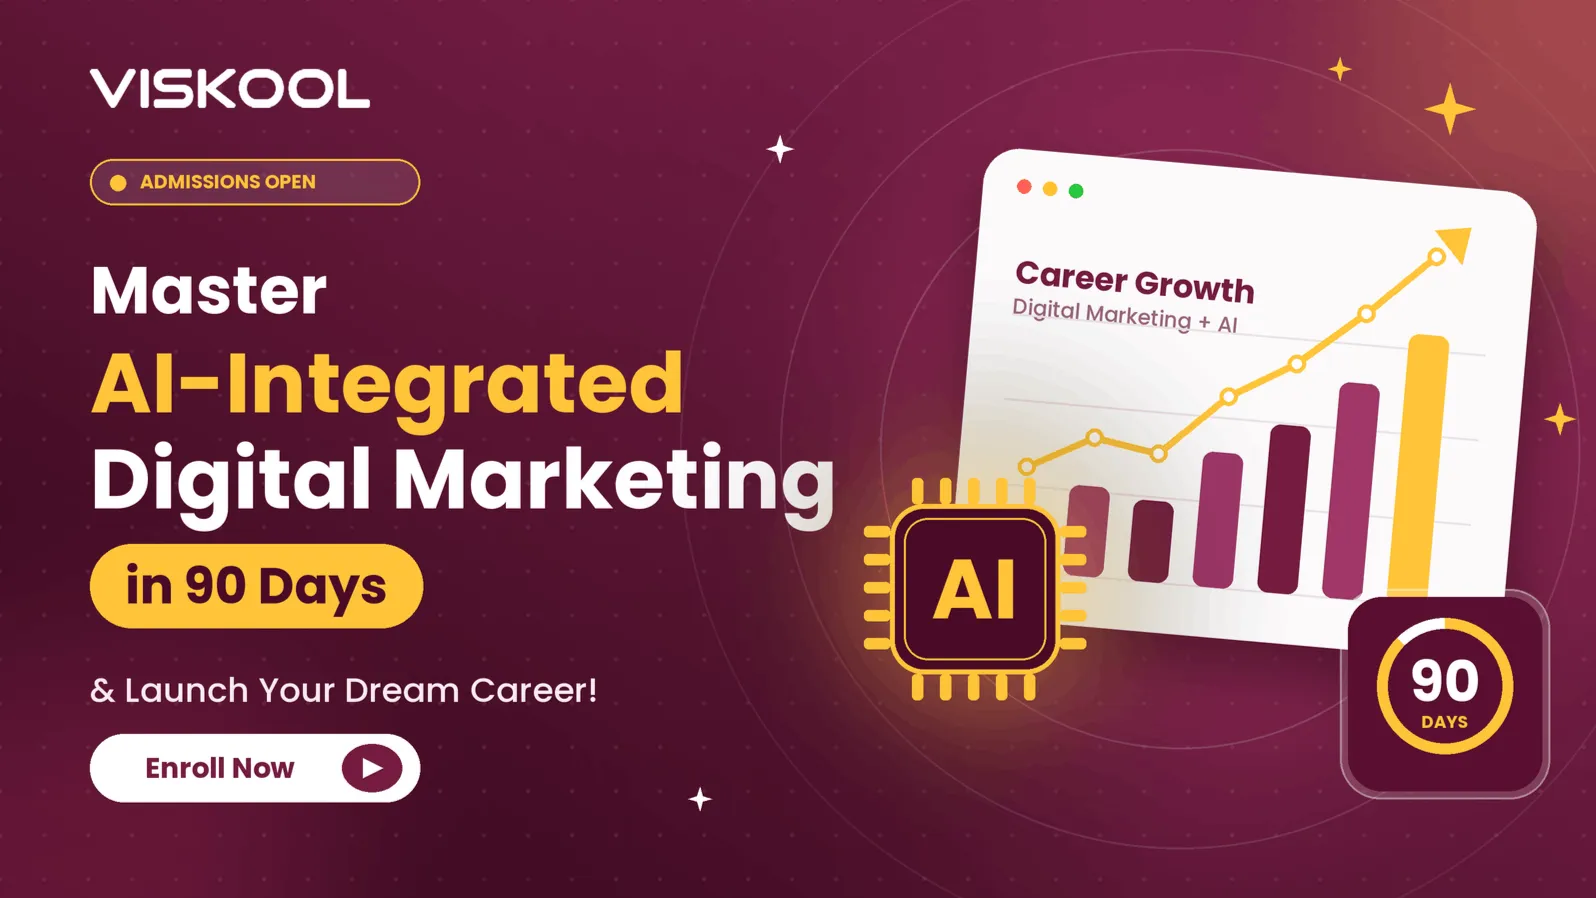 VISKOOL
ADMISSIONS OPEN
Master
AI-Integrated
Digital Marketing
in 90 Days
& Launch Your Dream Career!
Enroll Now
Career Growth
Digital Marketing + AI
AI
90
DAYS